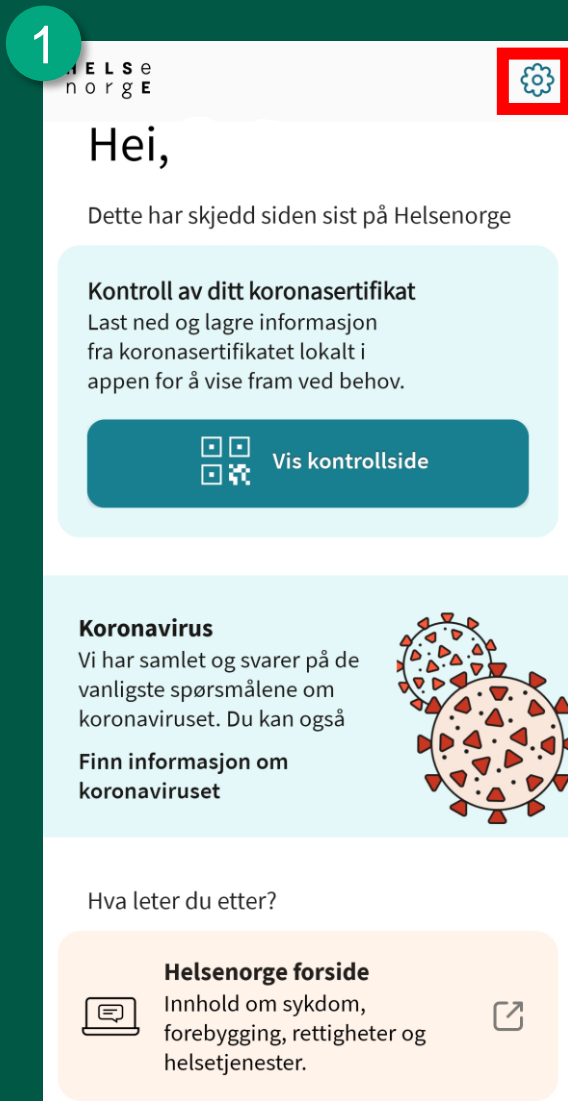 1
HELSe
norgE
Hei,
Dette har skjedd siden sist på Helsenorge
Kontroll av ditt koronasertifikat
Last ned og lagre informasjon
fra koronasertifikatet lokalt i
appen for å vise fram ved behov.
Vis kontrollside
Koronavirus
Vi har samlet og svarer på de
vanligste spørsmålene om
koronaviruset. Du kan også
Finn informasjon om
koronaviruset
Hva leter du etter?
Helsenorge forside
Innhold om sykdom,
forebygging, rettigheter og
helsetjenester.